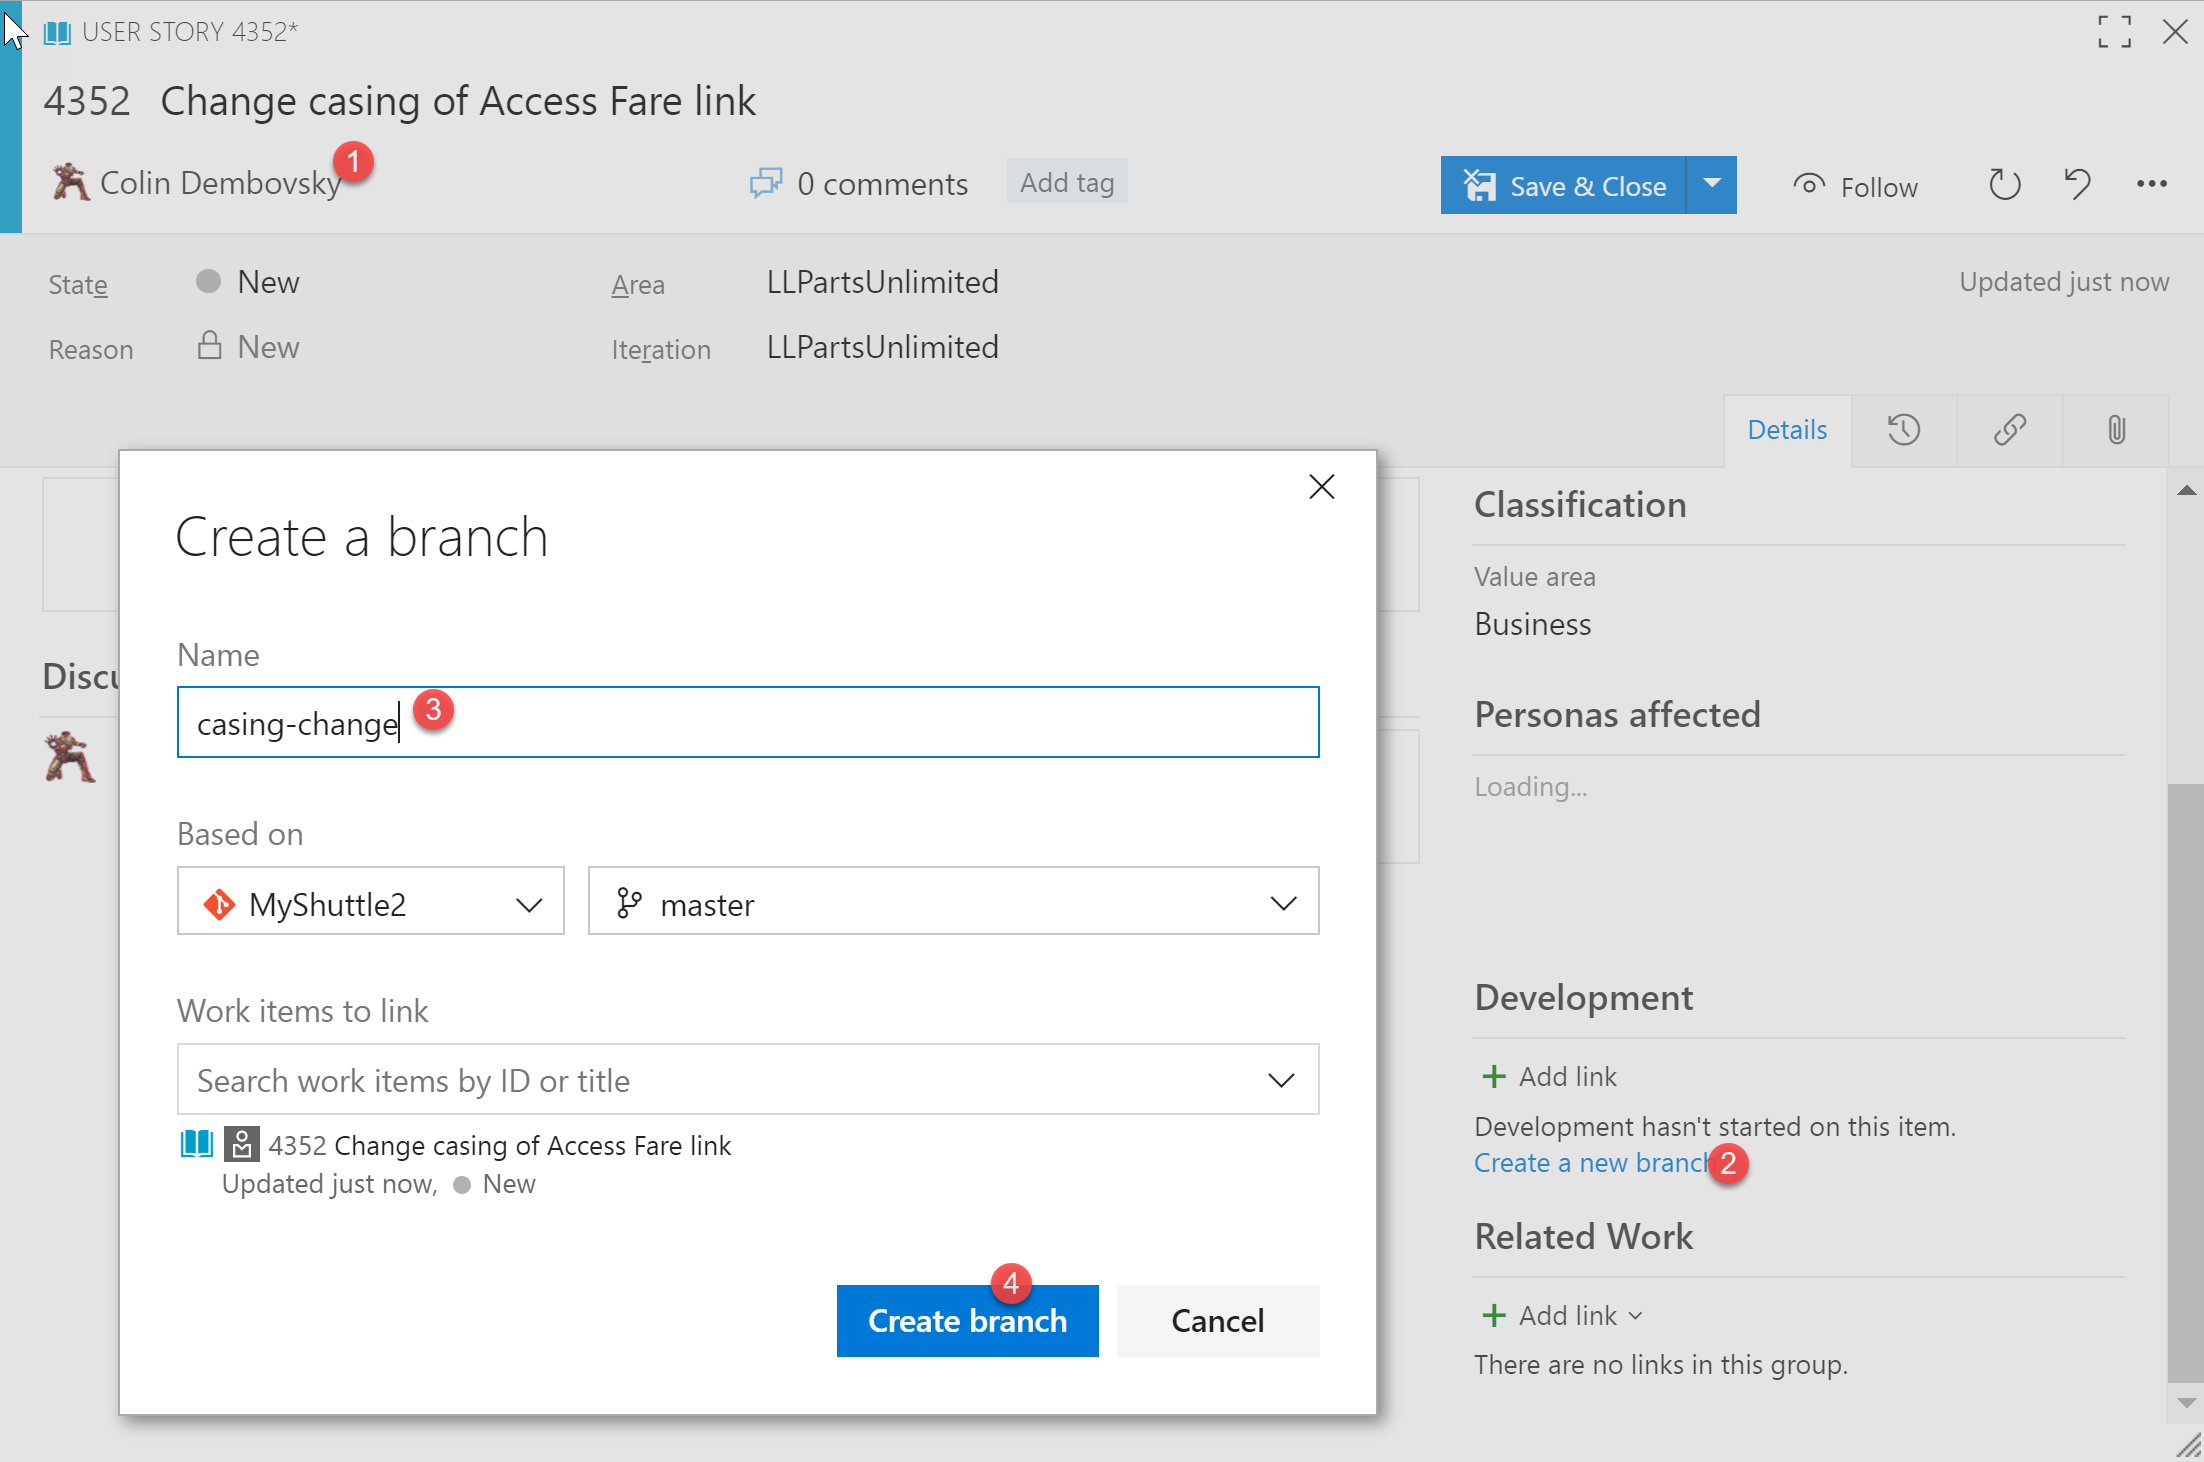 USER STORY 4352*
4352 Change casing of Access Fare link
Colin Dembovsky 1 0 comments Add tag Save & Close Follow
State New Area LLPartsUnlimited Updated just now
Reason New Iteration LLPartsUnlimited
Details
Create a branch
Name
casing-change 3
Based on
MyShuttle2 master
Work items to link
Search work items by ID or title
4352 Change casing of Access Fare link
Updated just now, New
4
Create branch Cancel
Discu
Classification
Value area
Business
Personas affected
Loading...
Development
Add link
Development hasn't started on this item.
Create a new branch 2
Related Work
Add link
There are no links in this group.